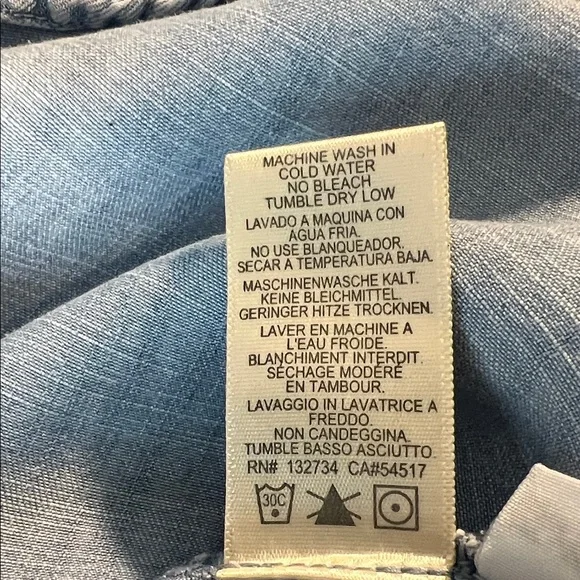 MACHINE WASH IN
COLD WATER
NO BLEACH
TUMBLE DRY LOW
LAVADO A MAQUINA CON
AGUA FRIA.
NO USE BLANQUEADOR.
SECAR A TEMPERATURA BAJA.
MASCHINENWASCHE KALT.
KEINE BLEICHMITTEL.
GERINGER HITZE TROCKNEN.
LAVER EN MACHINE A
L'EAU FROIDE.
BLANCHIMENT INTERDIT.
SÉCHAGE MODÉRÉ
EN TAMBOUR.
LAVAGGIO IN LAVATRICE A
FREDDO.
NON CANDEGGINA.
TUMBLE BASSO ASCIUTTO.
RN# 132734 CA#54517
30C